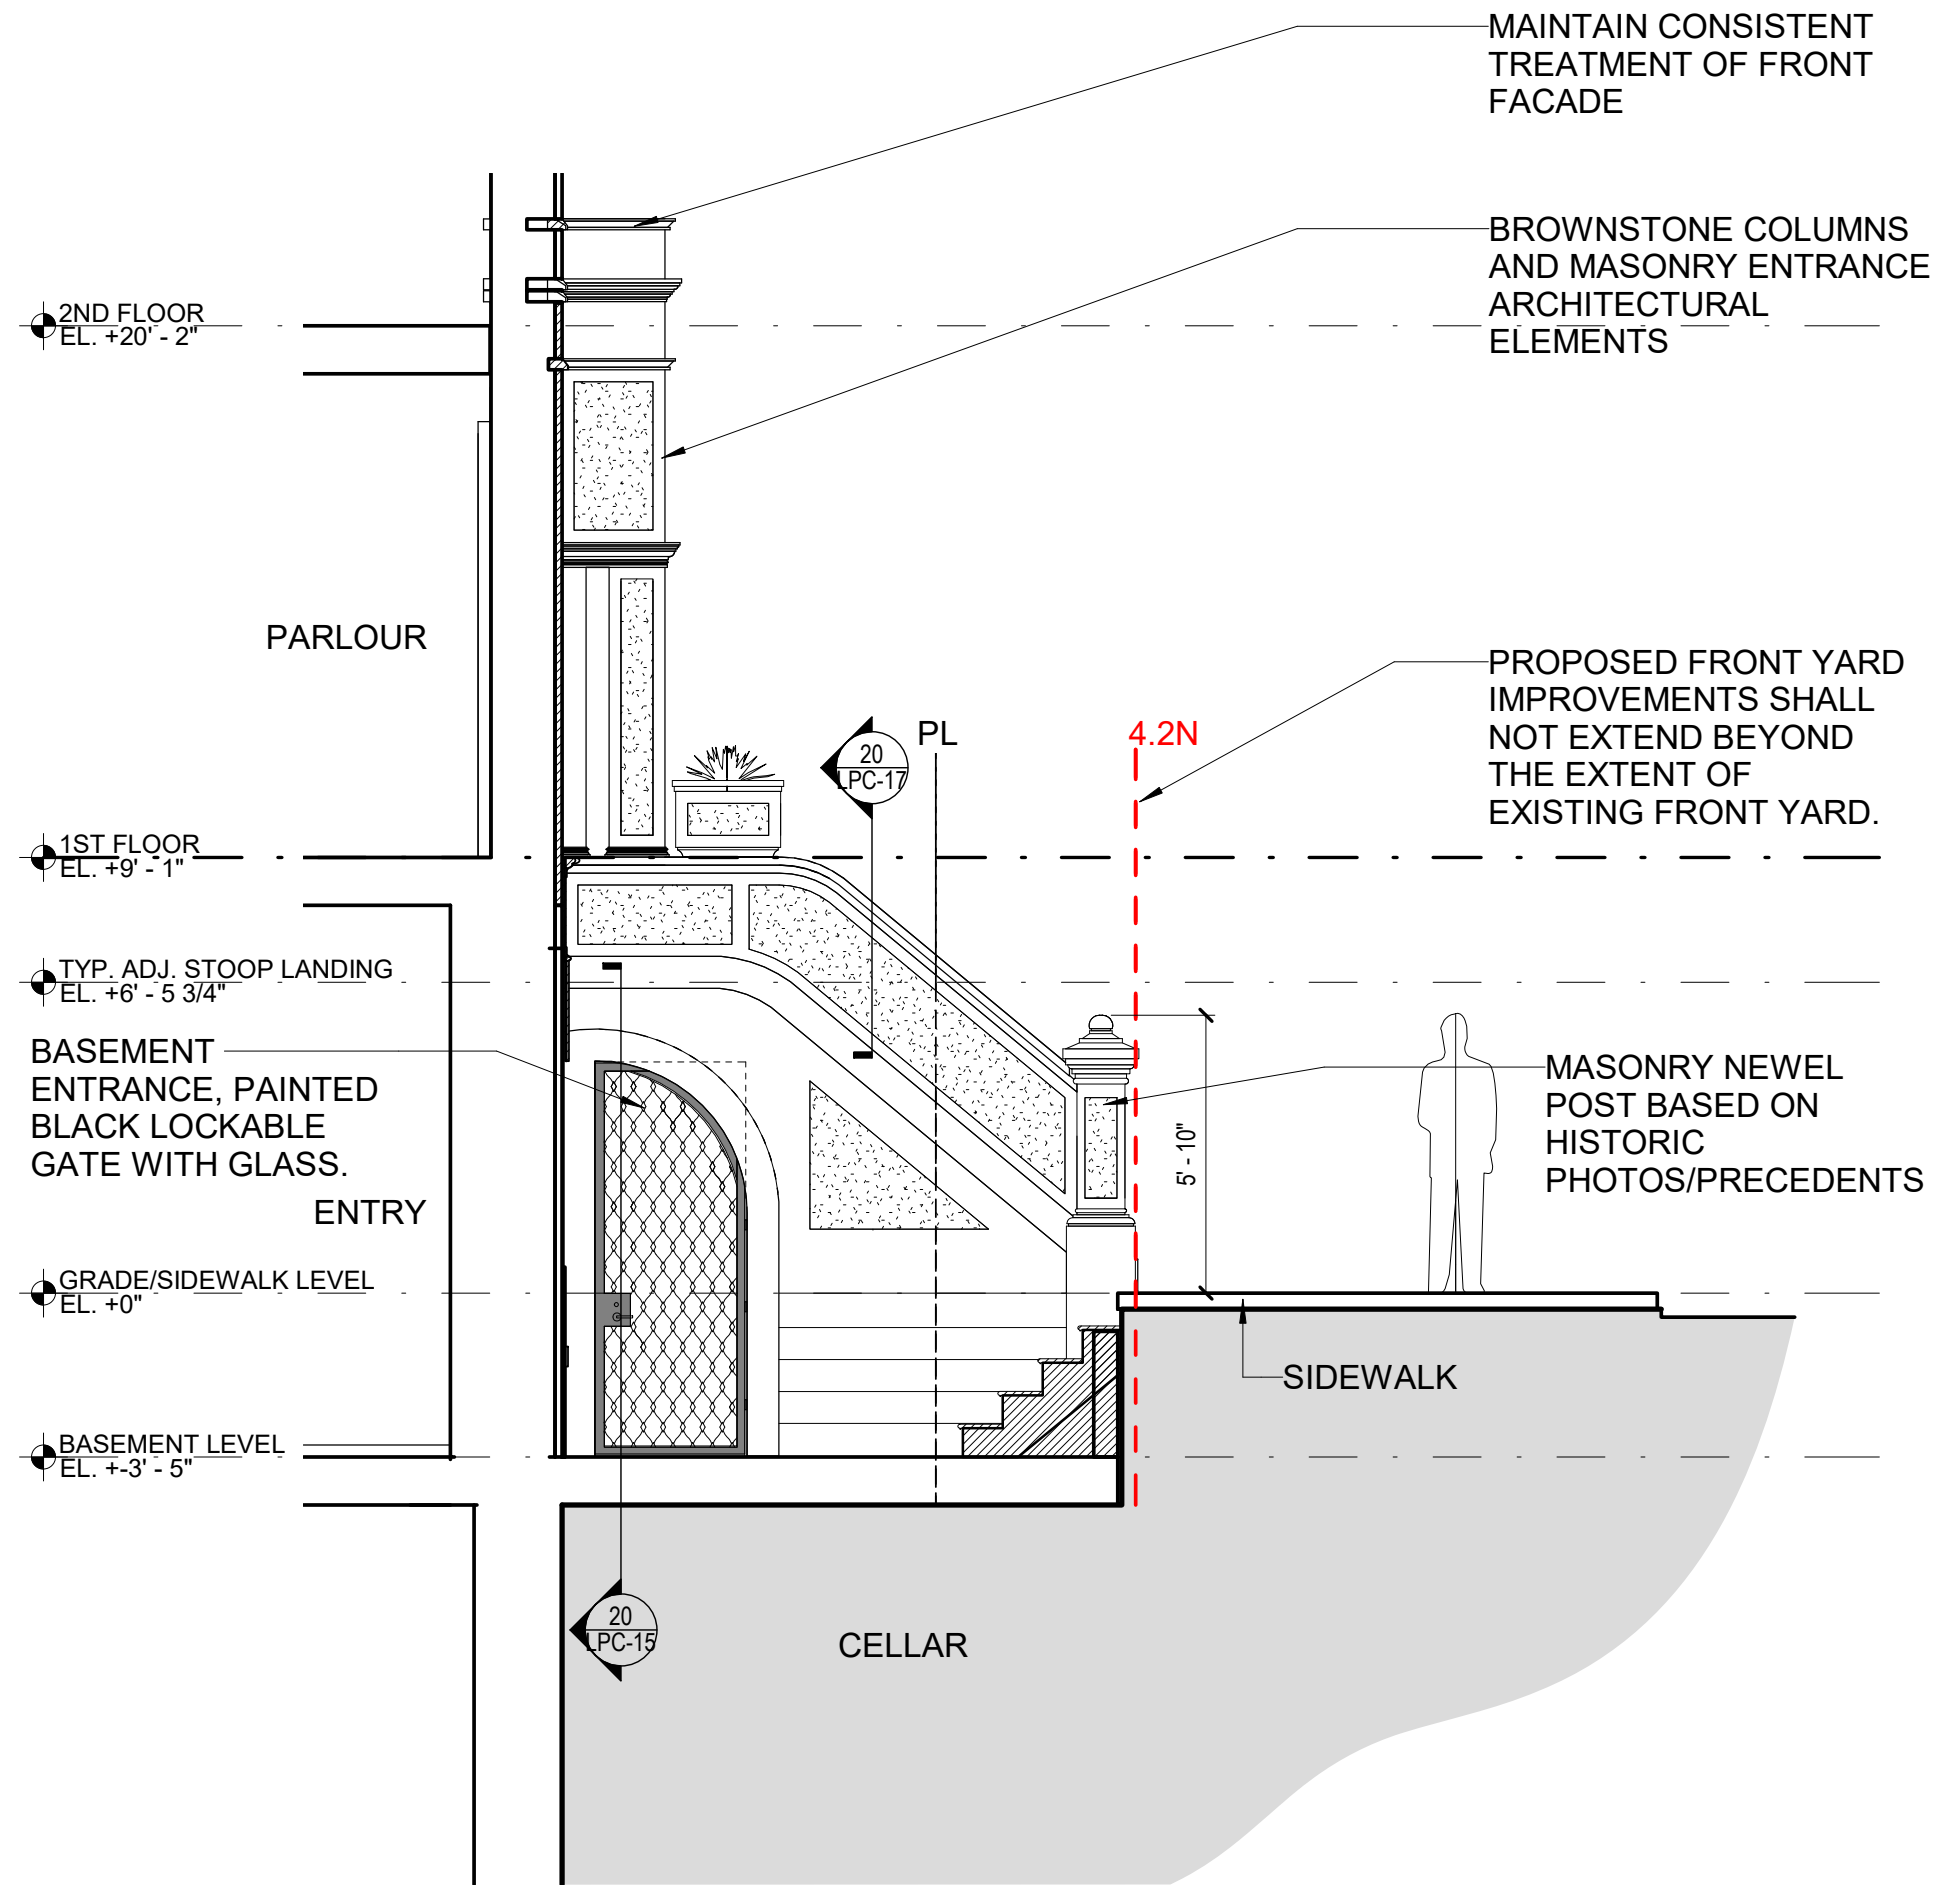 MAINTAIN CONSISTENT
TREATMENT OF FRONT
FACADE
BROWNSTONE COLUMNS
AND MASONRY ENTRANCE
ARCHITECTURAL
ELEMENTS
2ND FLOOR
EL. +20' - 2"
PARLOUR
PROPOSED FRONT YARD
IMPROVEMENTS SHALL
NOT EXTEND BEYOND
THE EXTENT OF
EXISTING FRONT YARD.
20
LPC-17
PL
4.2N
1ST FLOOR
EL. +9' - 1"
TYP. ADJ. STOOP LANDING
EL. +6' - 5 3/4"
BASEMENT
ENTRANCE, PAINTED
BLACK LOCKABLE
GATE WITH GLASS.
ENTRY
5' - 10"
MASONRY NEWEL
POST BASED ON
HISTORIC
PHOTOS/PRECEDENTS
GRADE/SIDEWALK LEVEL
EL. +0"
SIDEWALK
BASEMENT LEVEL
EL. +-3' - 5"
20
LPC-15
CELLAR